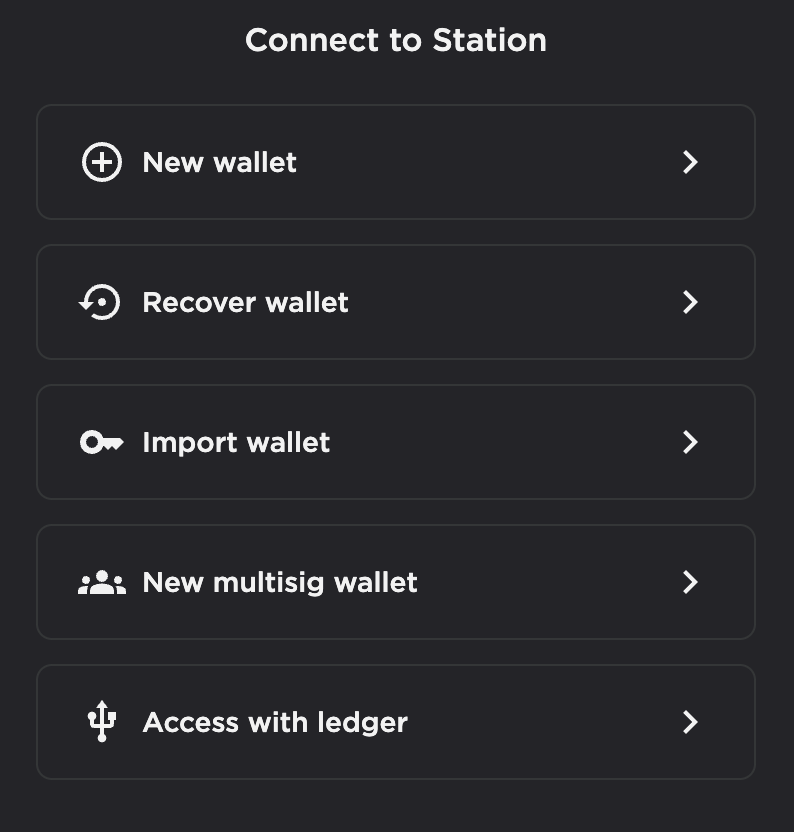 Connect to Station
New wallet
Recover wallet
Import wallet
New multisig wallet
Access with ledger